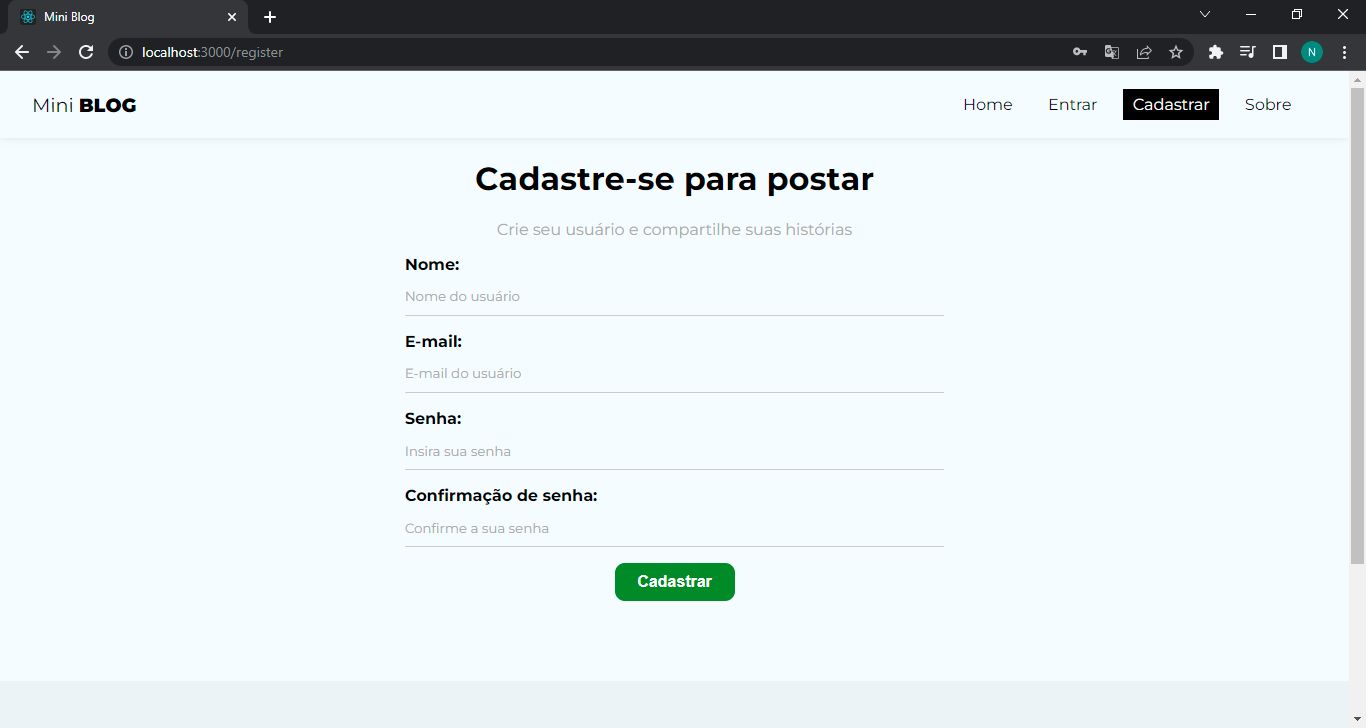 Mini Blog
localhost:3000/register
N
Mini BLOG
Home Entrar Cadastrar Sobre
Cadastre-se para postar
Crie seu usuário e compartilhe suas histórias
Nome:
Nome do usuário
E-mail:
E-mail do usuário
Senha:
Insira sua senha
Confirmação de senha:
Confirme a sua senha
Cadastrar